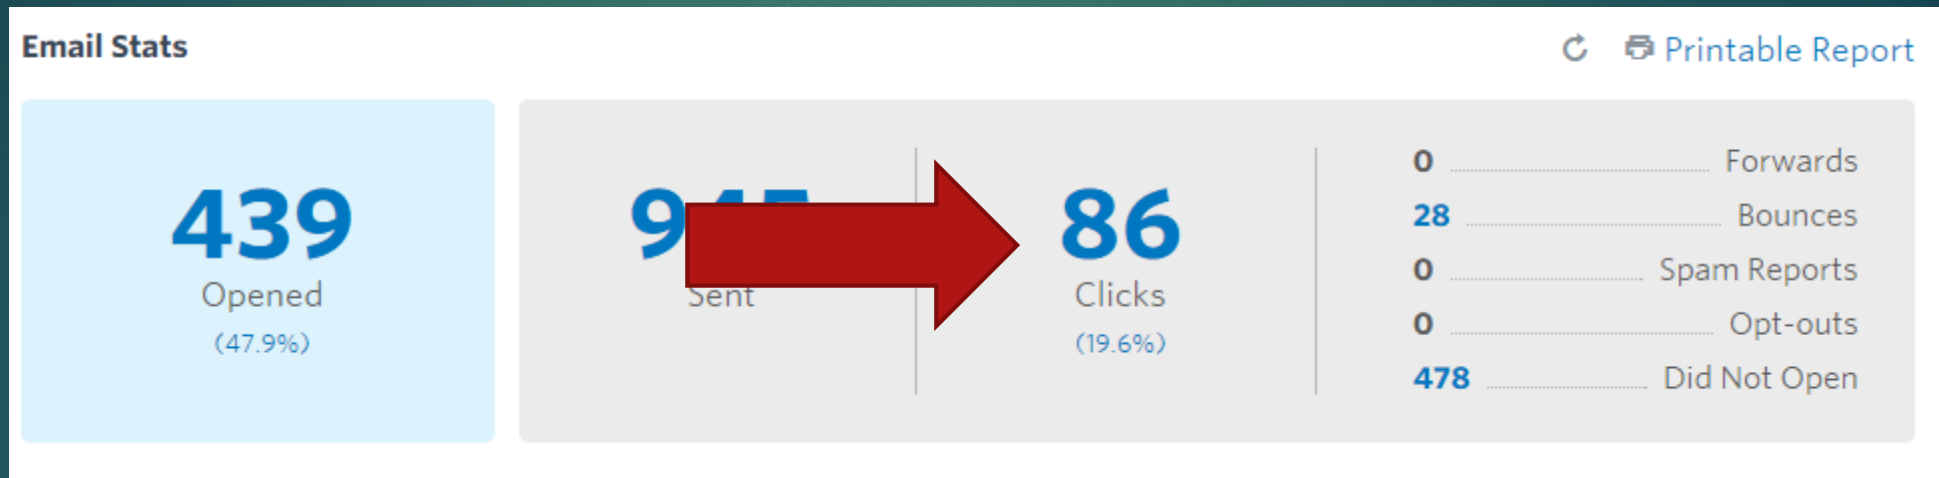 Email Stats
Printable Report
439
Opened
(47.9%)
945
Sent
86
Clicks
(19.6%)
0 Forwards
28 Bounces
0 Spam Reports
0 Opt-outs
478 Did Not Open